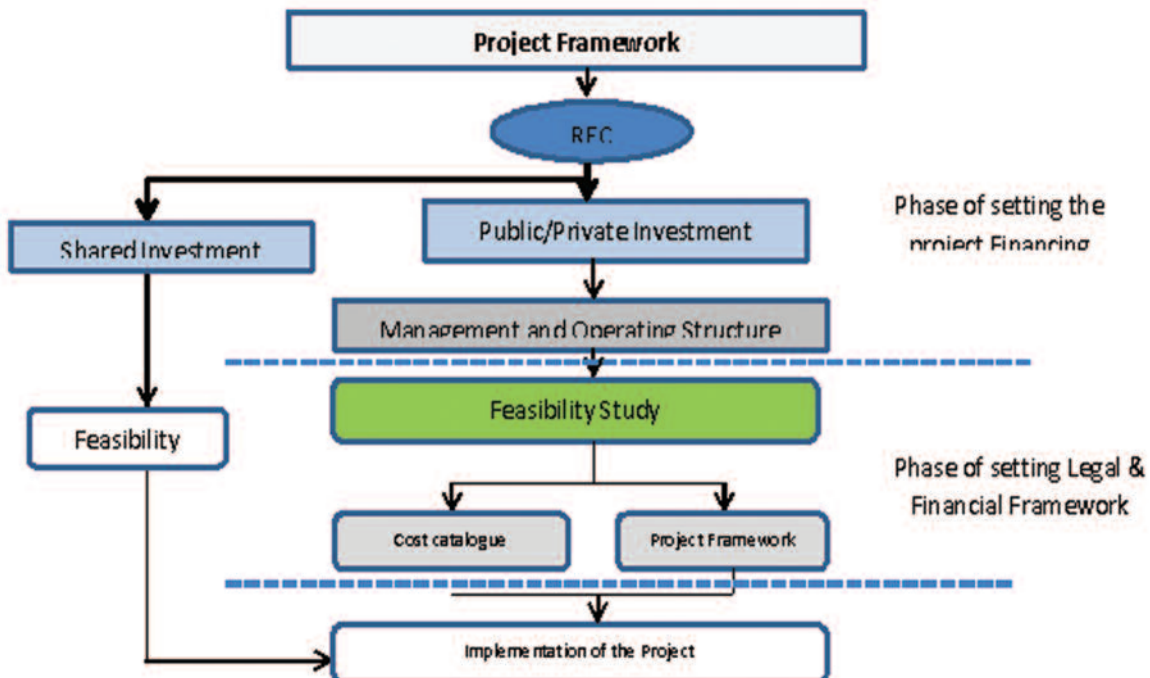 Project Framework
REC
Phase of setting the
project Financing
Shared Investment
Public/Private Investment
Management and Operating Structure
Feasibility Study
Feasibility
Phase of setting Legal &
Financial Framework
Cost catalogue
Project Framework
Implementation of the Project